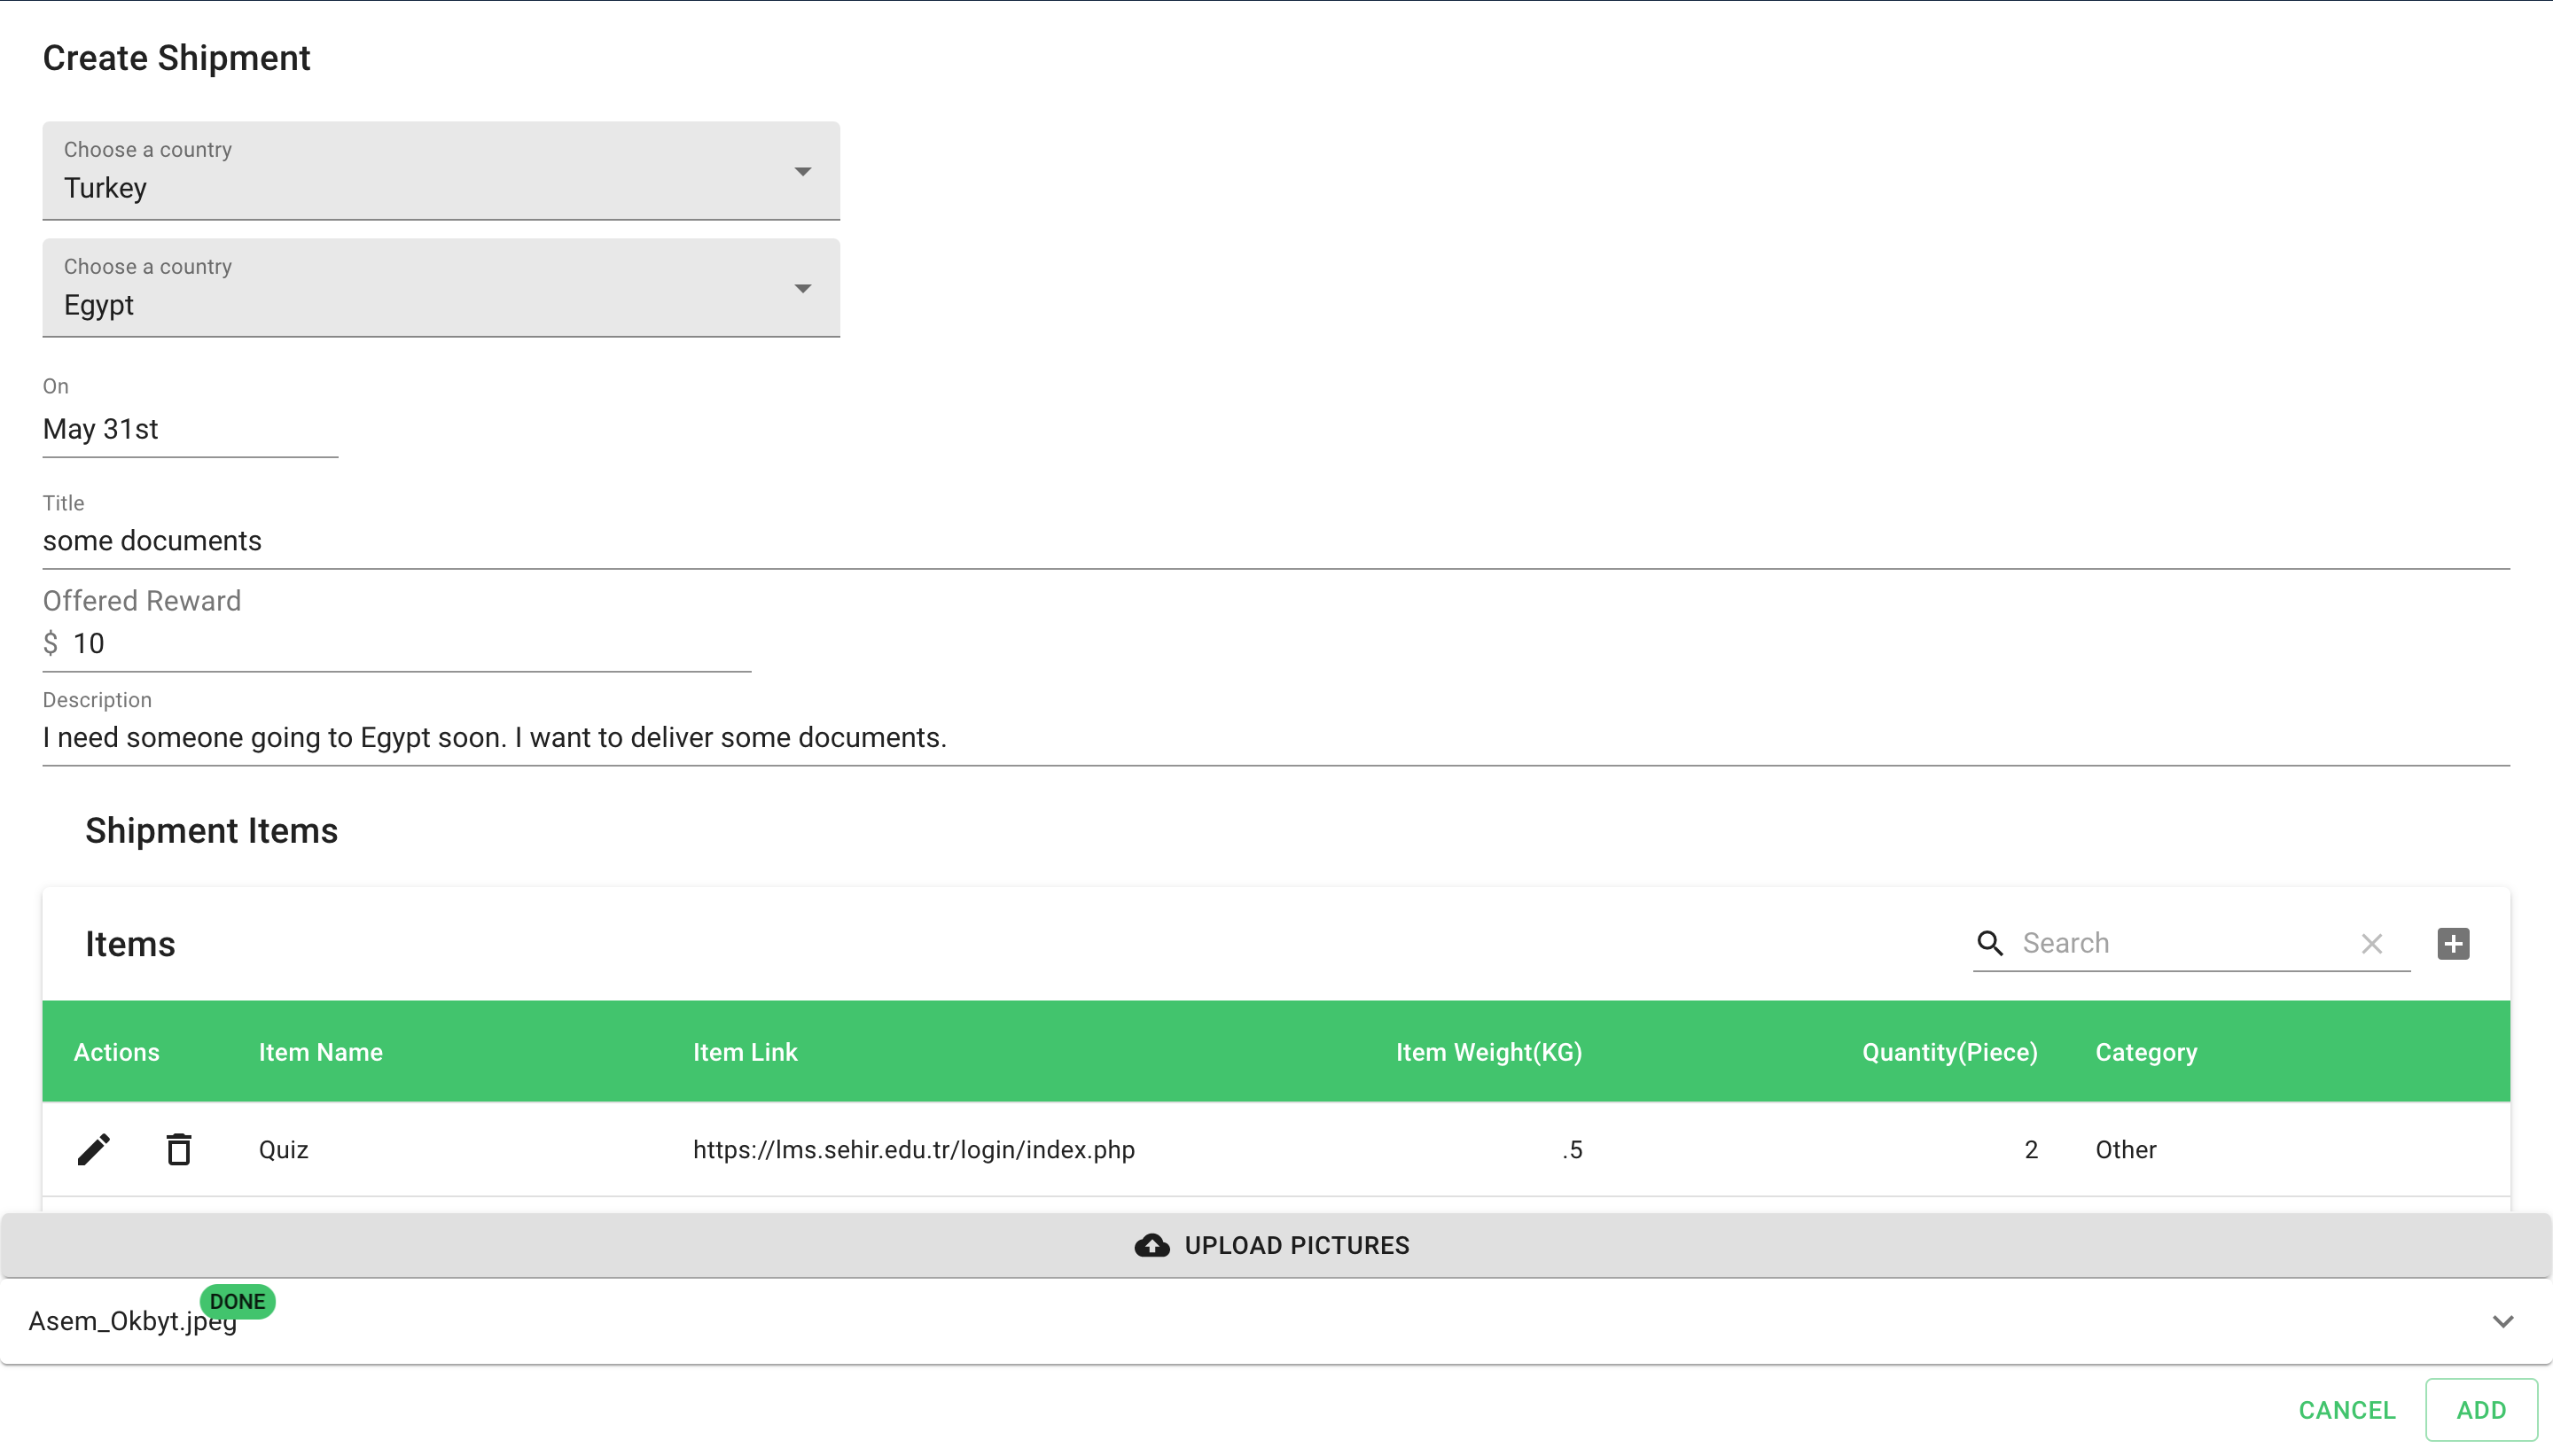 Create Shipment
Choose a country
Turkey
Choose a country
Egypt
On
May 31st
Title
some documents
Offered Reward
$ 10
Description
I need someone going to Egypt soon. I want to deliver some documents.
Shipment Items
Items
Search
Actions Item Name Item Link Item Weight(KG) Quantity(Piece) Category
Quiz https://lms.sehir.edu.tr/login/index.php .5 2 Other
UPLOAD PICTURES
DONE
Asem_Okbyt.jpeg
CANCEL ADD